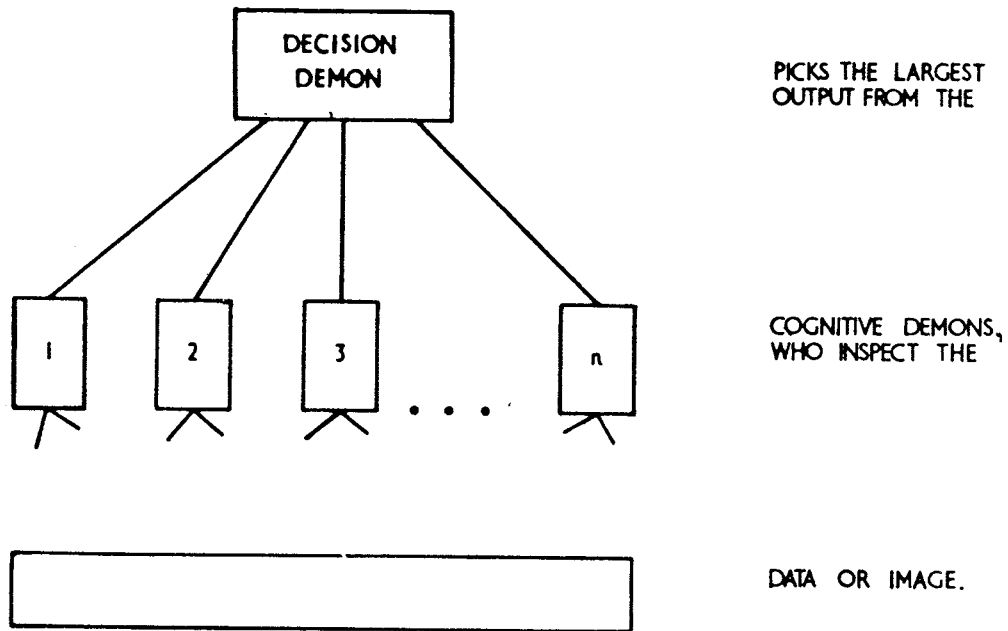 DECISION
DEMON
PICKS THE LARGEST
OUTPUT FROM THE
1
2
3
n
COGNITIVE DEMONS,
WHO INSPECT THE
DATA OR IMAGE.